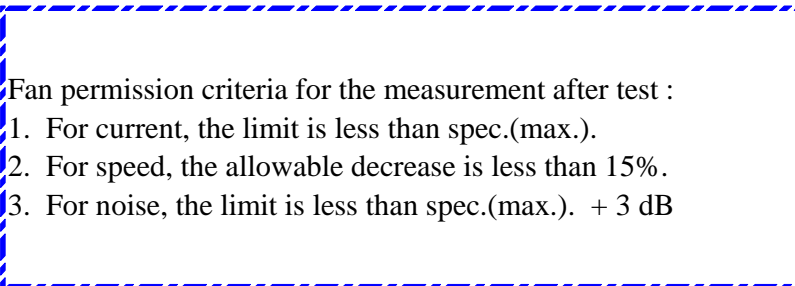 Fan permission criteria for the measurement after test :
1. For current, the limit is less than spec.(max.).
2. For speed, the allowable decrease is less than 15%.
3. For noise, the limit is less than spec.(max.). + 3 dB